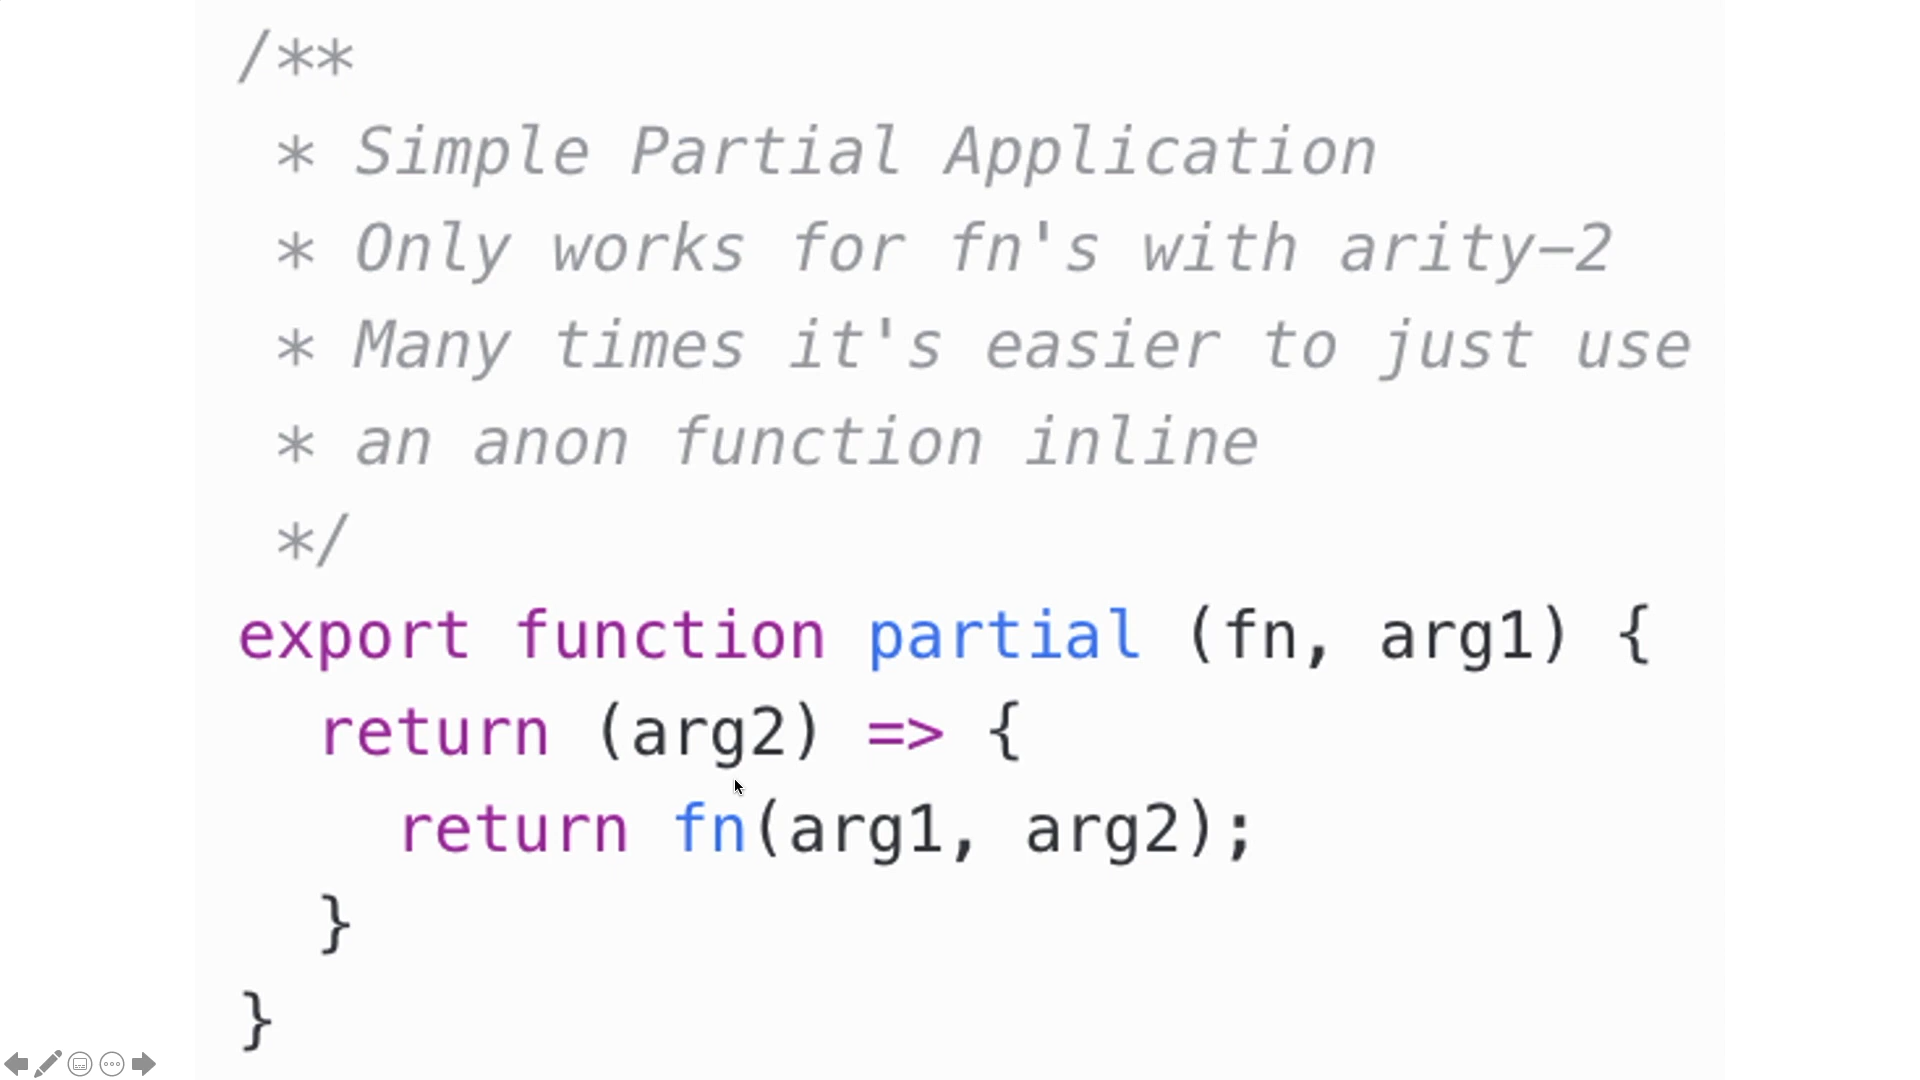 /**
 * Simple Partial Application
 * Only works for fn's with arity-2
 * Many times it's easier to just use
 * an anon function inline
 */
export function partial (fn, arg1) {
  return (arg2) => {
    return fn(arg1, arg2);
  }
}